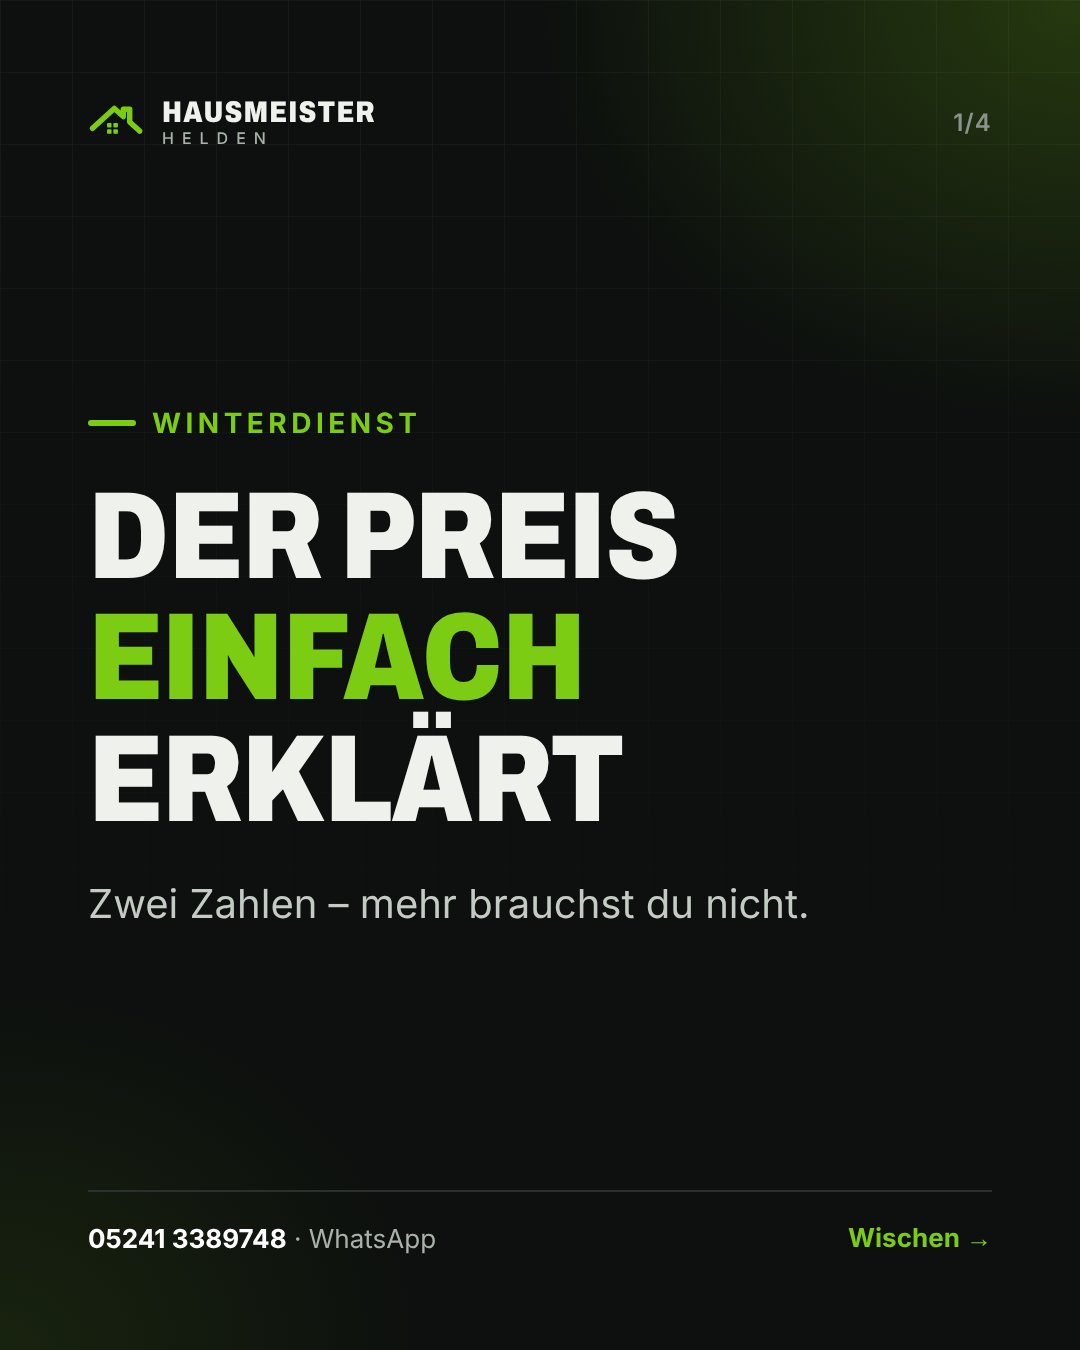 HAUSMEISTER
HELDEN
1/4
WINTERDIENST
DER PREIS
EINFACH
ERKLÄRT
Zwei Zahlen – mehr brauchst du nicht.
05241 3389748 · WhatsApp
Wischen →